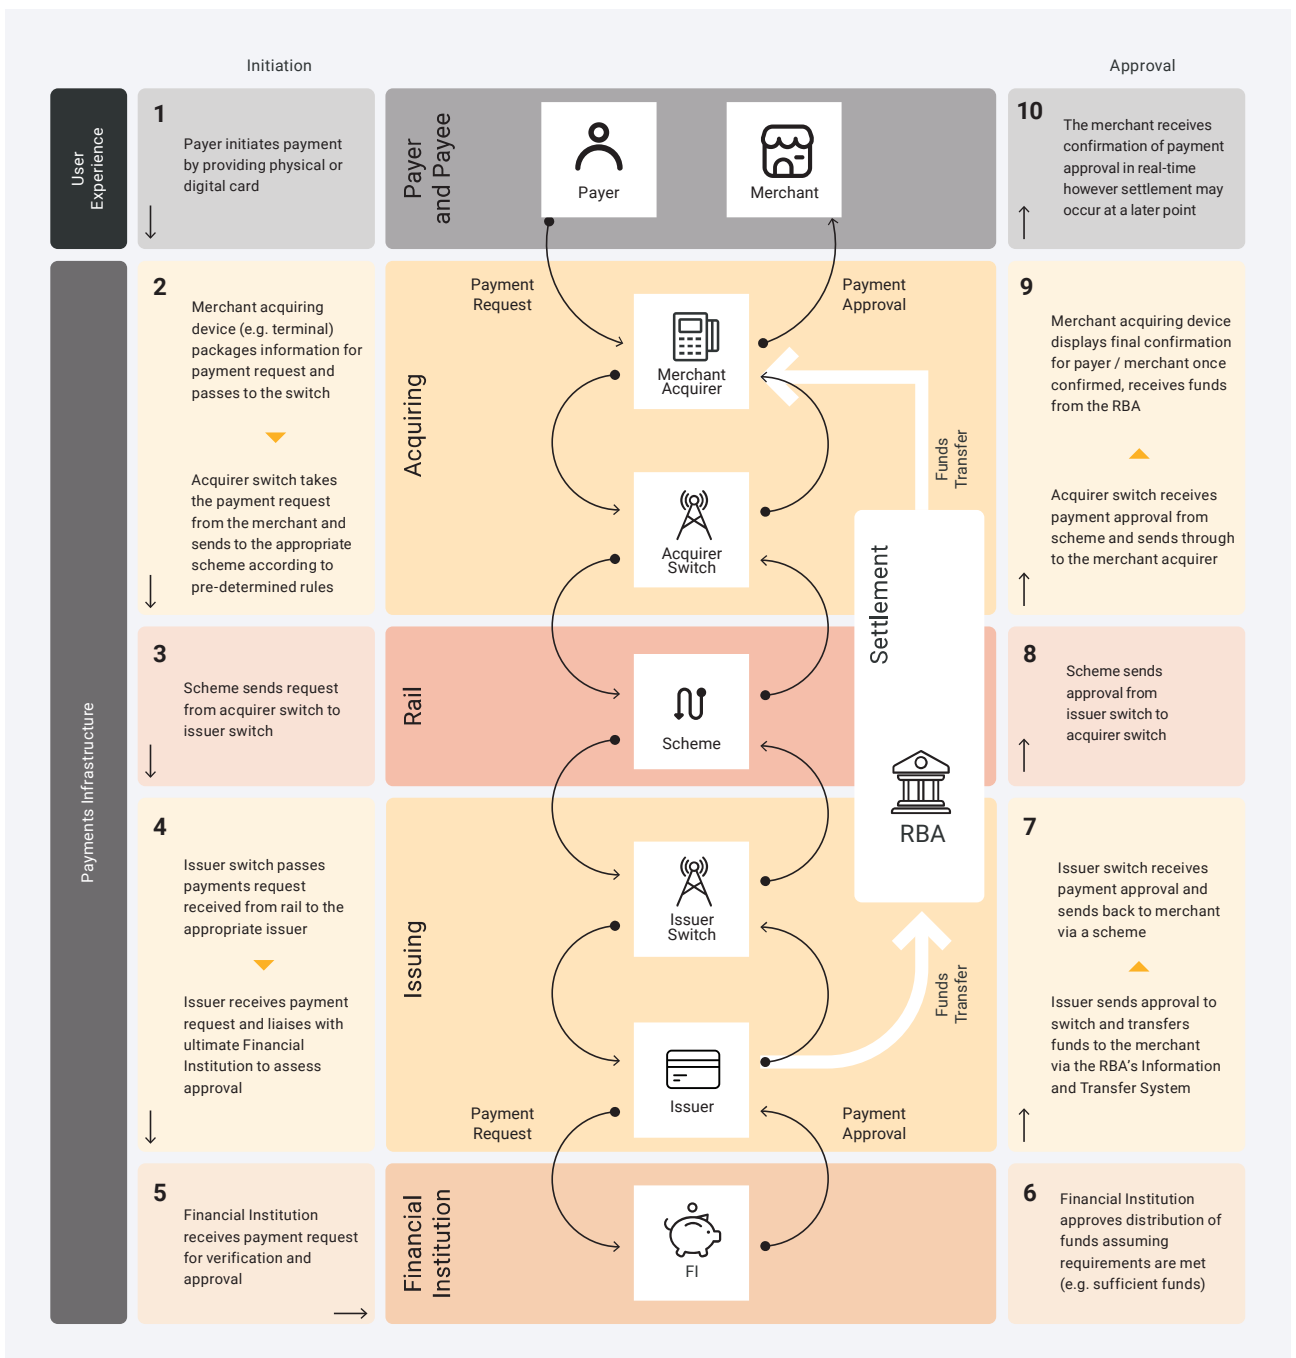 Initiation
Approval
User
Experience
1
Payer initiates payment
by providing physical or
digital card
Payer
and Payee
Payer
Merchant
10
The merchant receives
confirmation of payment
approval in real-time
however settlement may
occur at a later point
Payments Infrastructure
2
Merchant acquiring
device (e.g. terminal)
packages information for
payment request and
passes to the switch
Acquirer switch takes
the payment request
from the merchant and
sends to the appropriate
scheme according to
pre-determined rules
Acquiring
Payment
Request
Payment
Approval
Merchant
Acquirer
Funds
Transfer
Acquirer
Switch
9
Merchant acquiring device
displays final confirmation
for payer / merchant once
confirmed, receives funds
from the RBA
Acquirer switch receives
payment approval from
scheme and sends through
to the merchant acquirer
3
Scheme sends request
from acquirer switch to
issuer switch
Rail
Scheme
Settlement
RBA
8
Scheme sends
approval from
issuer switch to
acquirer switch
4
Issuer switch passes
payments request
received from rail to the
appropriate issuer
Issuer receives payment
request and liaises with
ultimate Financial
Institution to assess
approval
Issuing
Issuer
Switch
Funds
Transfer
Issuer
Payment
Request
Payment
Approval
7
Issuer switch receives
payment approval and
sends back to merchant
via a scheme
Issuer sends approval to
switch and transfers
funds to the merchant
via the RBA's Information
and Transfer System
5
Financial Institution
receives payment request
for verification and
approval
Financial
Institution
FI
6
Financial Institution
approves distribution of
funds assuming
requirements are met
(e.g. sufficient funds)